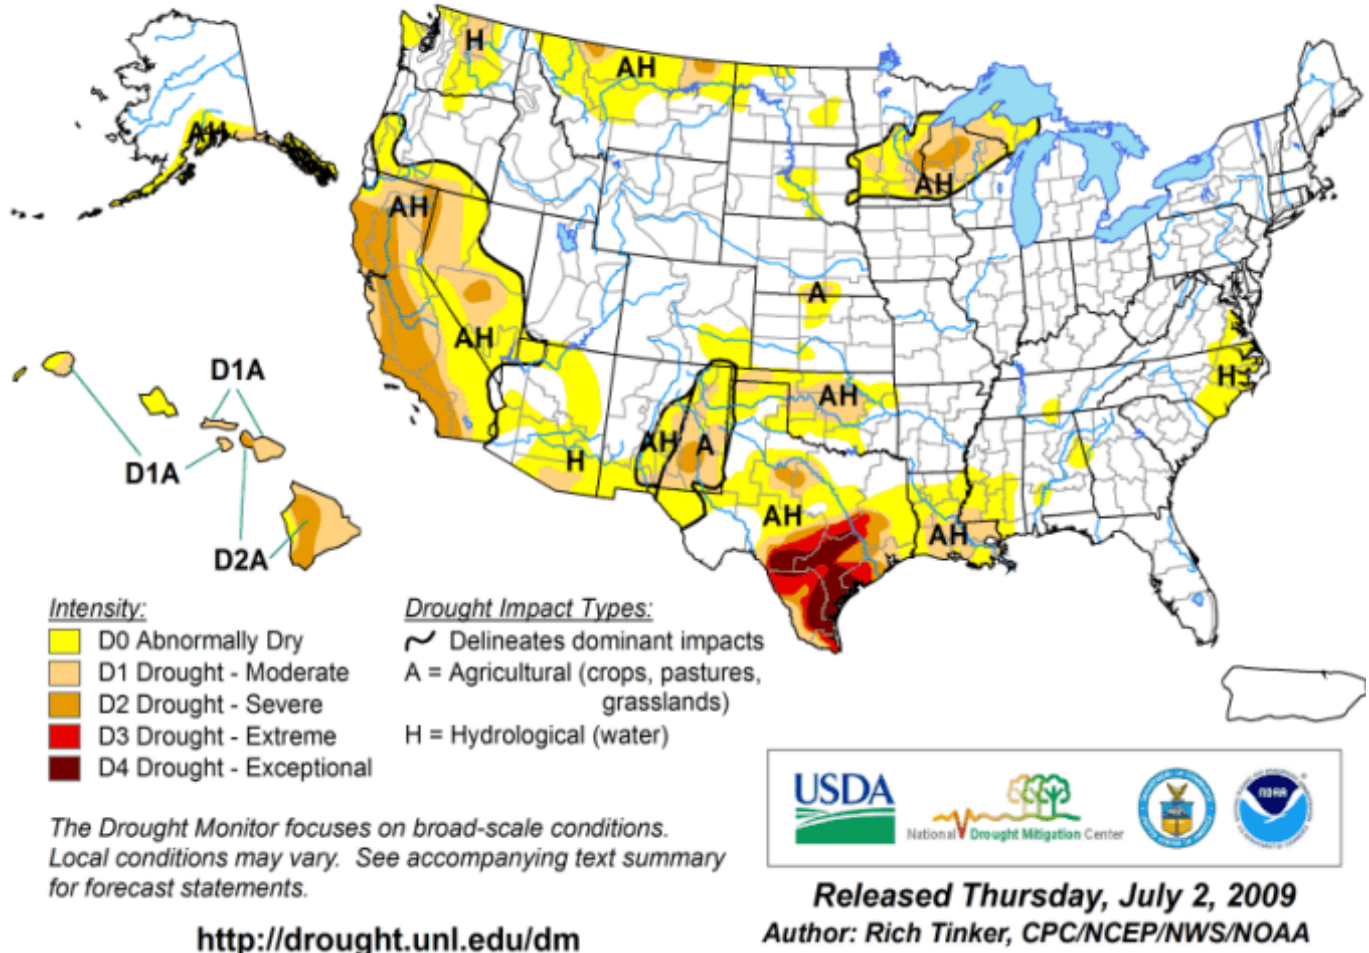 H
AH
AH
AH
AH
AH
A
AH
H
AH
A
AH
H
AH
AH
D1A
D1A
D2A
Intensity:
D0 Abnormally Dry
D1 Drought - Moderate
D2 Drought - Severe
D3 Drought - Extreme
D4 Drought - Exceptional
Drought Impact Types:
Delineates dominant impacts
A = Agricultural (crops, pastures,
grasslands)
H = Hydrological (water)
The Drought Monitor focuses on broad-scale conditions.
Local conditions may vary. See accompanying text summary
for forecast statements.
http://drought.unl.edu/dm
USDA
National Drought Mitigation Center
NOAA
Released Thursday, July 2, 2009
Author: Rich Tinker, CPC/NCEP/NWS/NOAA